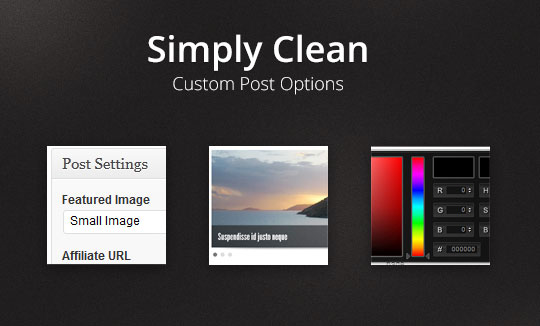 Simply Clean
Custom Post Options
Post Settings
Featured Image
Small Image
Affiliate URL
Suspendisse id justo neque
R 0 H
G 0 S
B 0 B
# 000000